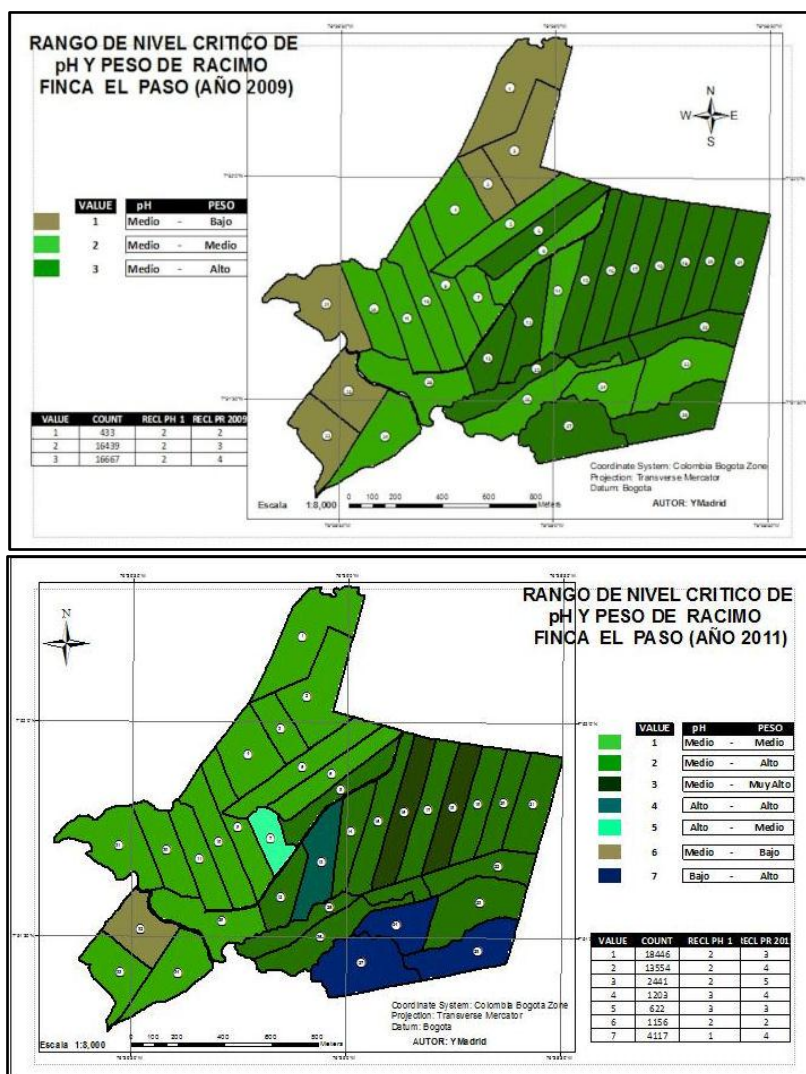 RANGO DE NIVEL CRITICO DE
pH Y PESO DE RACIMO
FINCA EL PASO (AÑO 2009)
N
W E
S
VALUE pH PESO
1 Medio - Bajo
2 Medio - Medio
3 Medio - Alto
VALUE COUNT RECL PH 1 RECL PR 2009
1 433 2 2
2 16439 2 3
3 16667 2 4
Coordinate System: Colombia Bogota Zone
Projection: Transverse Mercator
Datum: Bogota
AUTOR: YMadrid
Escala 1:8,000
0 100 200 400 600 800
Meters
RANGO DE NIVEL CRITICO DE
pH Y PESO DE RACIMO
FINCA EL PASO (AÑO 2011)
N
VALUE pH PESO
1 Medio - Medio
2 Medio - Alto
3 Medio - Muy Alto
4 Alto - Alto
5 Alto - Medio
6 Medio - Bajo
7 Bajo - Alto
VALUE COUNT RECL PH 1 RECL PR 201
1 18446 2 3
2 13554 2 4
3 2441 2 5
4 1203 3 4
5 622 3 3
6 1156 2 2
7 4117 1 4
Coordinate System: Colombia Bogota Zone
Projection: Transverse Mercator
Datum: Bogota
AUTOR: YMadrid
Escala 1:8,000
0 100 200 400 600 800
Meters